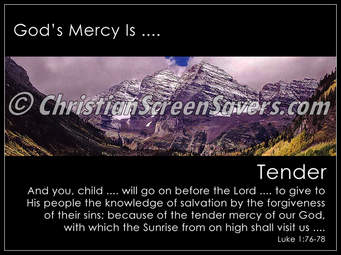 God's Mercy Is ....
© ChristianScreenSavers.com
Tender
And you, child .... will go on before the Lord .... to give to
His people the knowledge of salvation by the forgiveness
of their sins; because of the tender mercy of our God,
with which the Sunrise from on high shall visit us ....
Luke 1:76-78